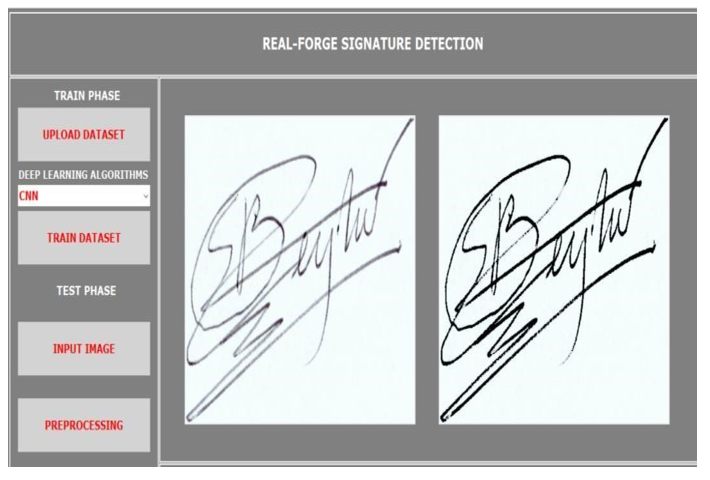 REAL-FORGE SIGNATURE DETECTION
TRAIN PHASE
UPLOAD DATASET
DEEP LEARNING ALGORITHMS
CNN
TRAIN DATASET
TEST PHASE
INPUT IMAGE
PREPROCESSING